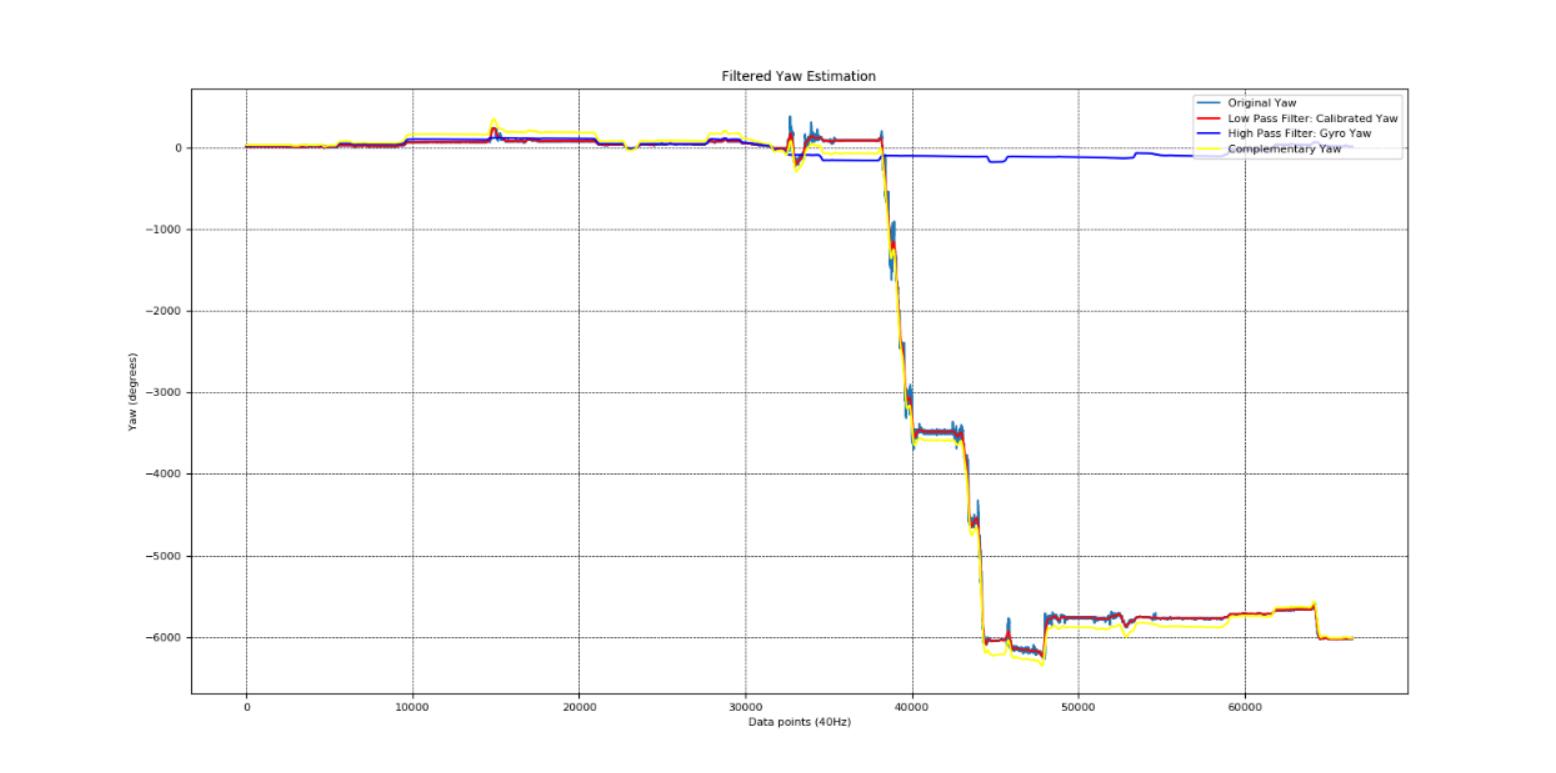 Filtered Yaw Estimation
Original Yaw
Low Pass Filter: Calibrated Yaw
High Pass Filter: Gyro Yaw
Complementary Yaw
0
−1000
−2000
−3000
−4000
−5000
−6000
Yaw (degrees)
0 10000 20000 30000 40000 50000 60000
Data points (40Hz)